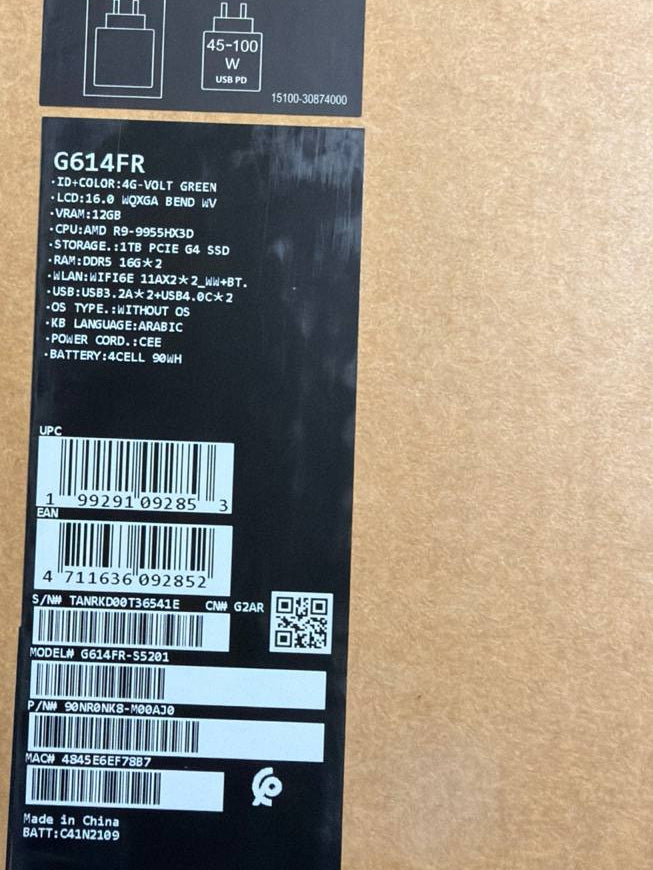 45-100
W
USB PD
15100-30874000
G614FR
·ID+COLOR:4G-VOLT GREEN
·LCD:16.0 WQXGA BEND WV
·VRAM:12GB
·CPU:AMD R9-9955HX3D
·STORAGE.:1TB PCIE G4 SSD
·RAM:DDR5 16G*2
·WLAN:WIFI6E 11AX2*2_WW+BT.
·USB:USB3.2A*2+USB4.0C*2
·OS TYPE.:WITHOUT OS
·KB LANGUAGE:ARABIC
·POWER CORD.:CEE
·BATTERY:4CELL 90WH
UPC
1 99291 09285 3
EAN
4 711636 092852
S/N# TANRKD00T36541E CN# G2AR
MODEL# G614FR-S5201
P/N# 90NR0NK8-M00AJ0
MAC# 4845E6EF78B7
Made in China
BATT:C41N2109